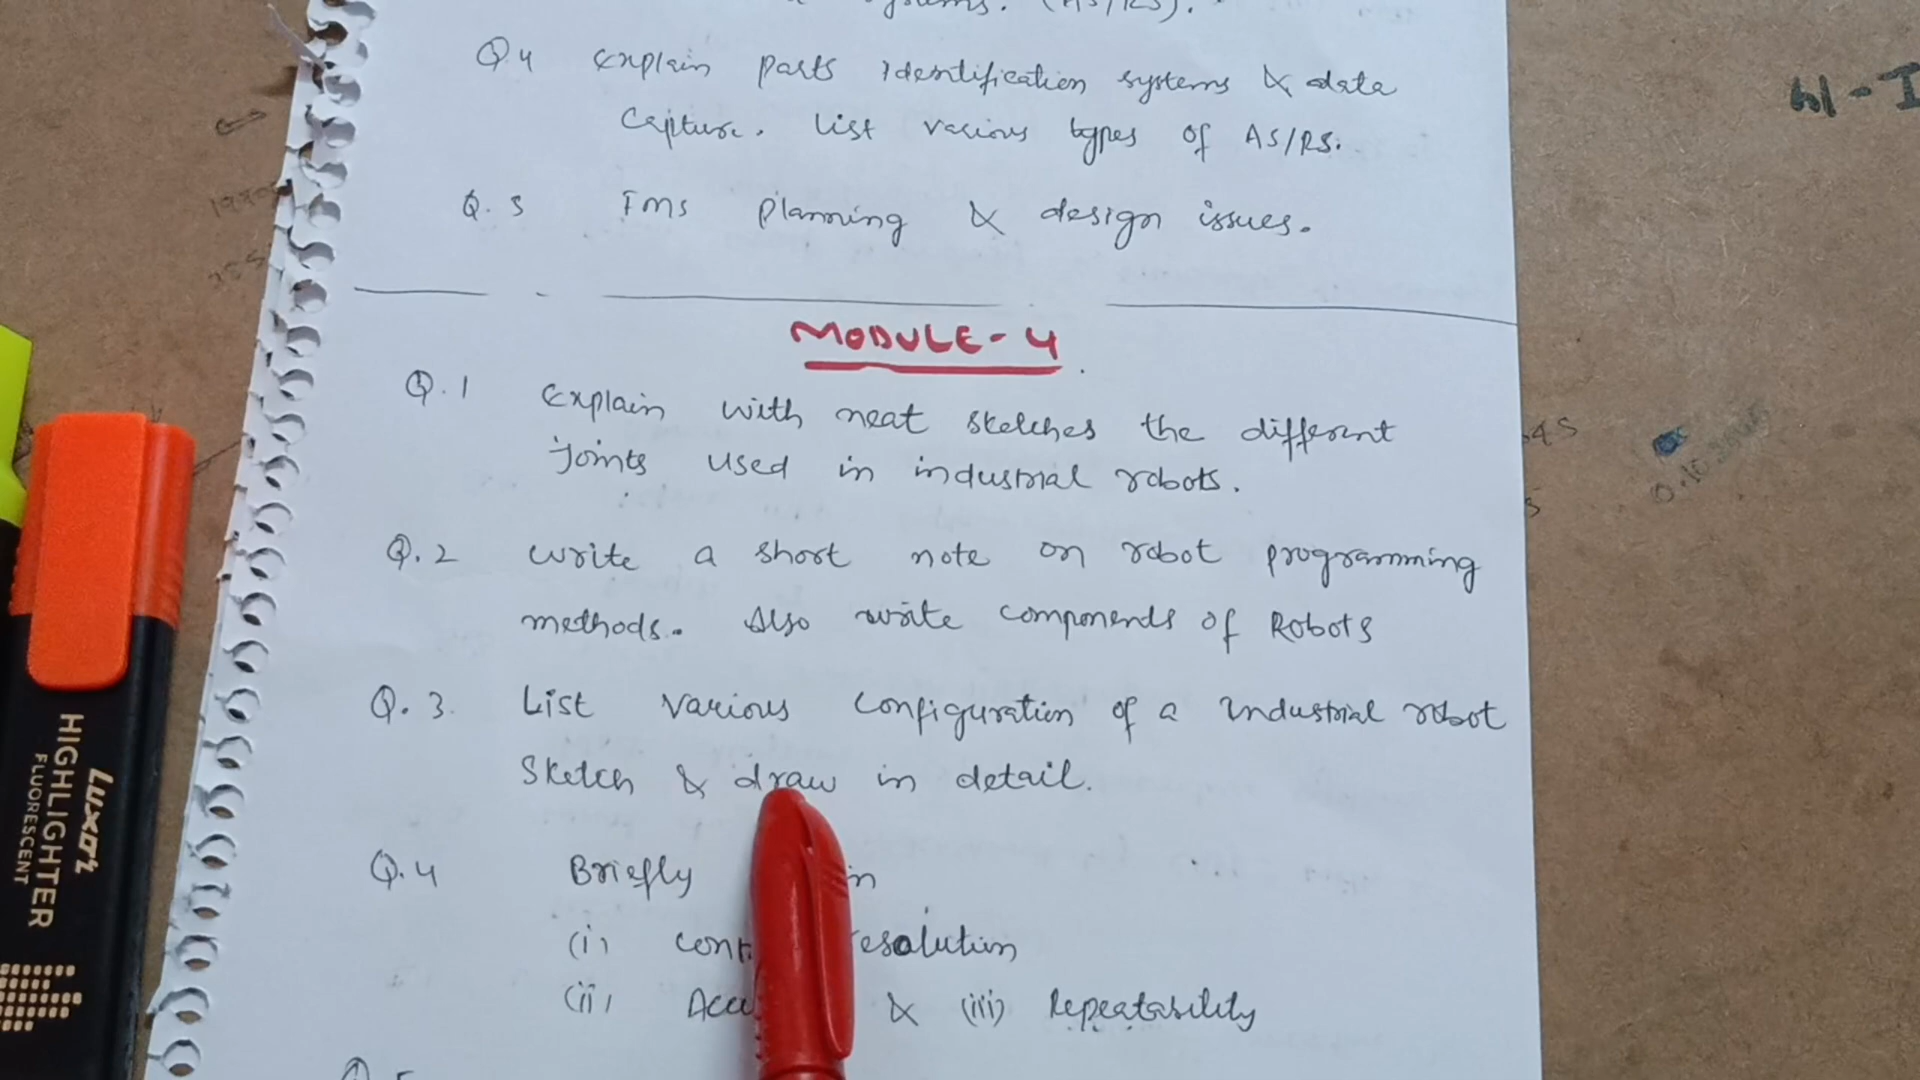 (AS/RS).
Q4 Explain parts identification systems & data
Capture. List various types of AS/RS.
Q.5 FMS planning & design issues.
MODULE-4
Q.1 Explain with neat sketches the different
joints used in industrial robots.
Q.2 Write a short note on robot programming
methods. Also write components of Robots
Q.3. List various configuration of a industrial robot
Sketch & draw in detail.
Q.4 Briefly
(i)
(ii) & (iii) Repeatability
Luxor
HIGHLIGHTER
FLUORESCENT